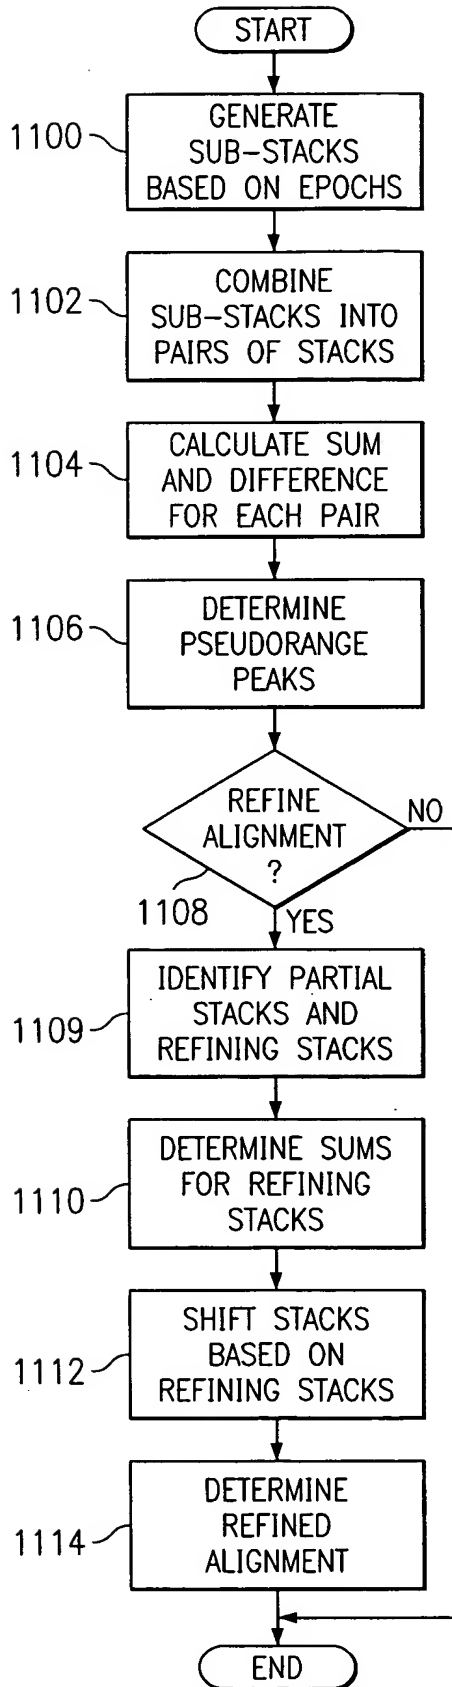 START
1100
GENERATE
SUB-STACKS
BASED ON EPOCHS
1102
COMBINE
SUB-STACKS INTO
PAIRS OF STACKS
1104
CALCULATE SUM
AND DIFFERENCE
FOR EACH PAIR
1106
DETERMINE
PSEUDORANGE
PEAKS
REFINE
ALIGNMENT
?
NO
1108
YES
1109
IDENTIFY PARTIAL
STACKS AND
REFINING STACKS
1110
DETERMINE SUMS
FOR REFINING
STACKS
1112
SHIFT STACKS
BASED ON
REFINING STACKS
1114
DETERMINE
REFINED
ALIGNMENT
END